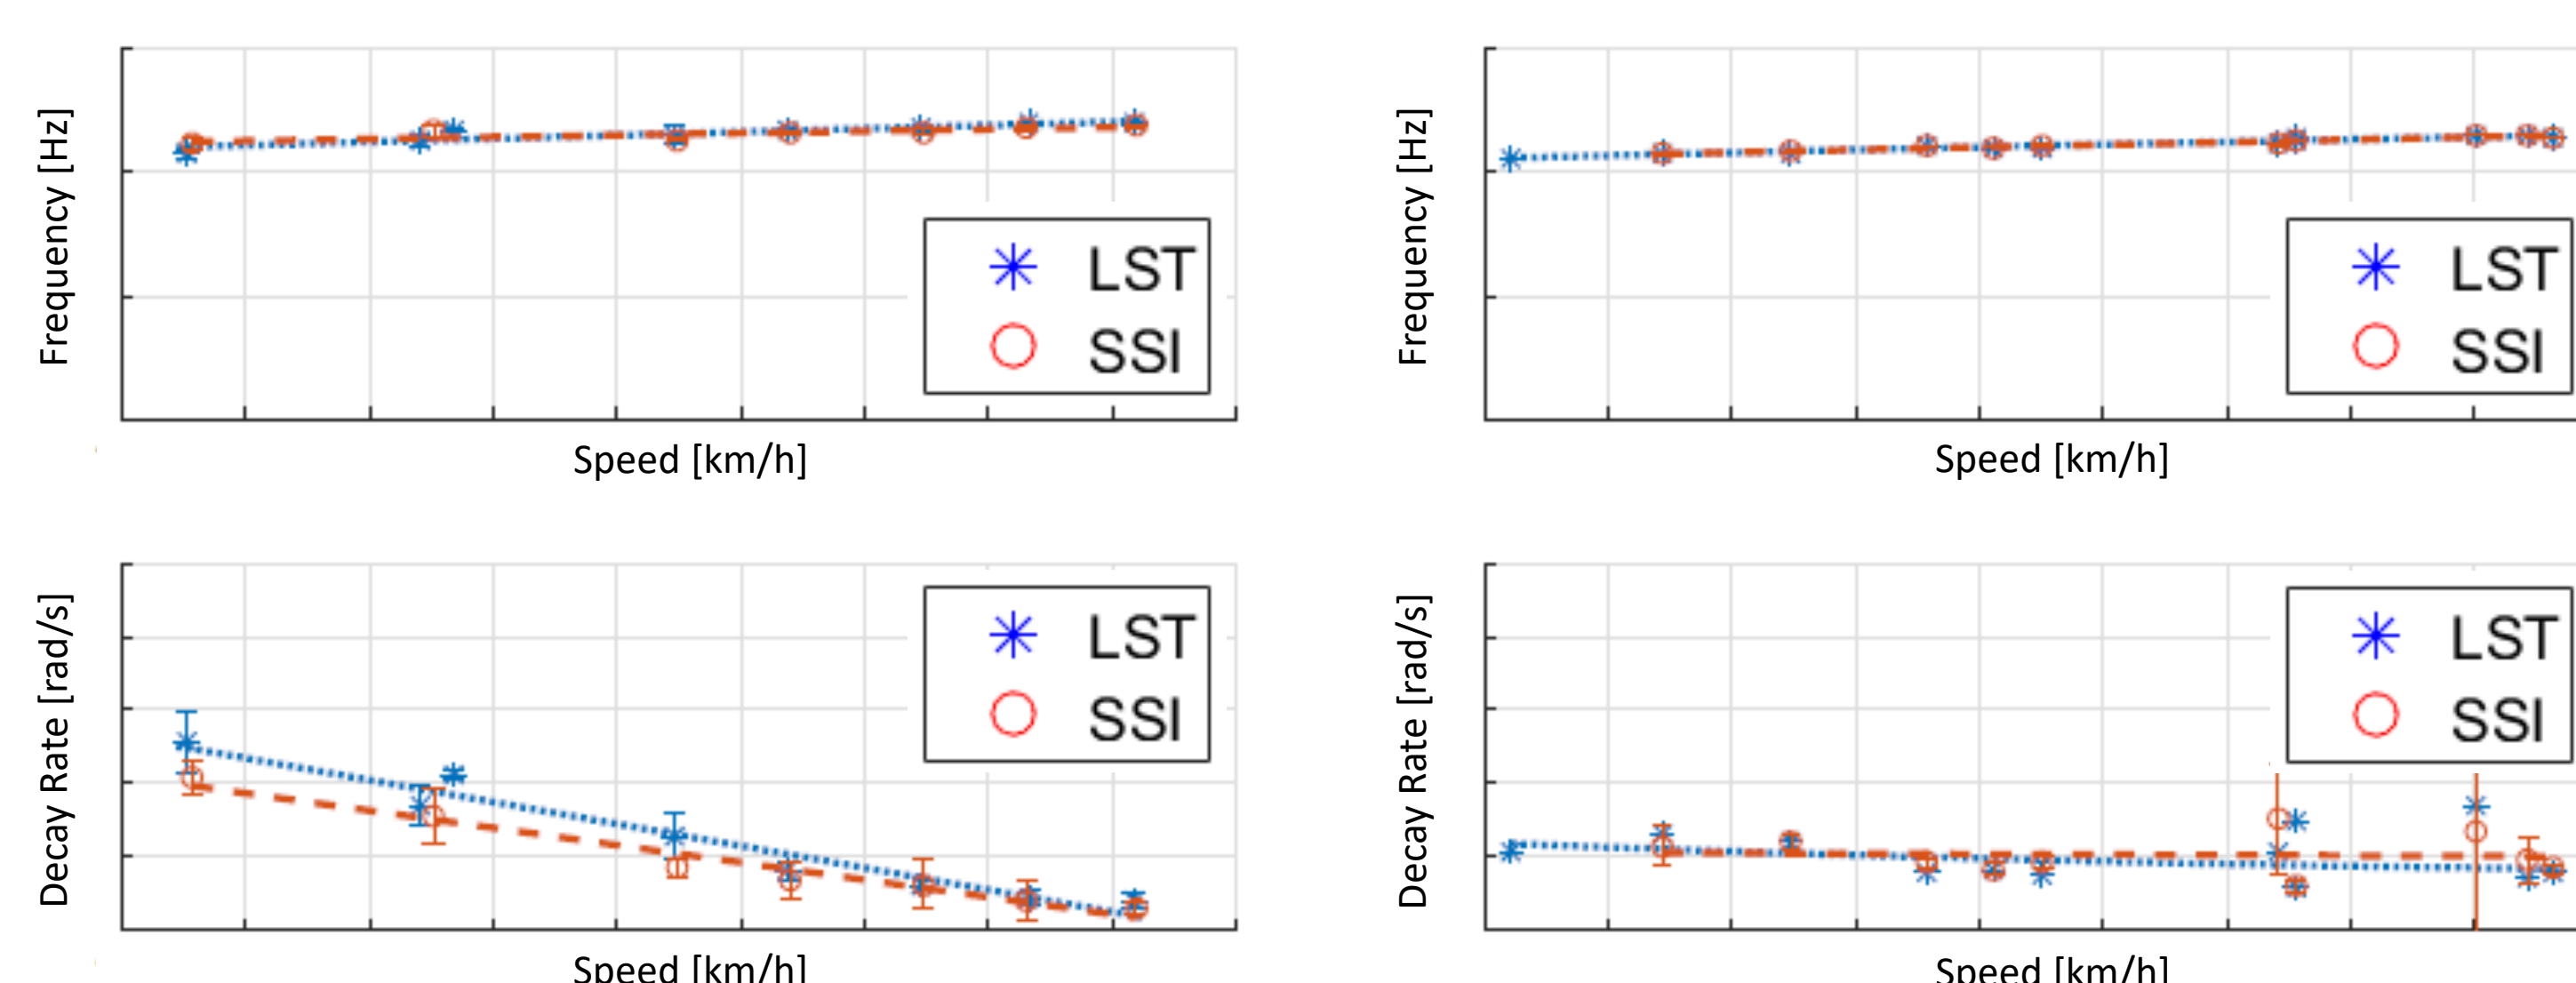 Frequency [Hz]
LST
SSI
Speed [km/h]
Frequency [Hz]
LST
SSI
Speed [km/h]
Decay Rate [rad/s]
LST
SSI
Speed [km/h]
Decay Rate [rad/s]
LST
SSI
Speed [km/h]